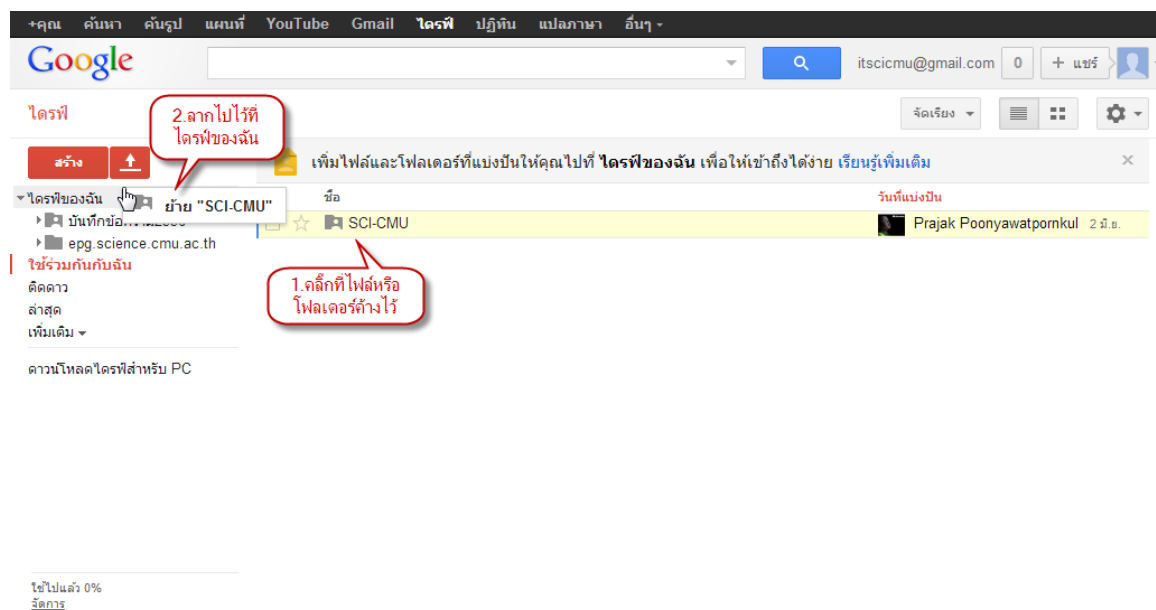 +คุณ ค้นหา ค้นรูป แผนที่ YouTube Gmail ไดรฟ์ ปฏิทิน แปลภาษา อื่นๆ
Google
itscicmu@gmail.com 0 + แชร์
ไดรฟ์
จัดเรียง
2.ลากไปไว้ที่
ไดรฟ์ของฉัน
สร้าง
เพิ่มไฟล์และโฟลเดอร์ที่แบ่งปันให้คุณไปที่ ไดรฟ์ของฉัน เพื่อให้เข้าถึงได้ง่าย เรียนรู้เพิ่มเติม
ชื่อ วันที่แบ่งปัน
ไดรฟ์ของฉัน
ย้าย "SCI-CMU"
SCI-CMU Prajak Poonyawatpornkul 2 มิ.ย.
epg.science.cmu.ac.th
ใช้ร่วมกันกับฉัน
1.คลิ๊กที่ไฟล์หรือ
โฟลเดอร์ค้างไว้
ติดดาว
ล่าสุด
เพิ่มเติม
ดาวน์โหลดไดรฟ์สำหรับ PC
ใช้ไปแล้ว 0%
จัดการ